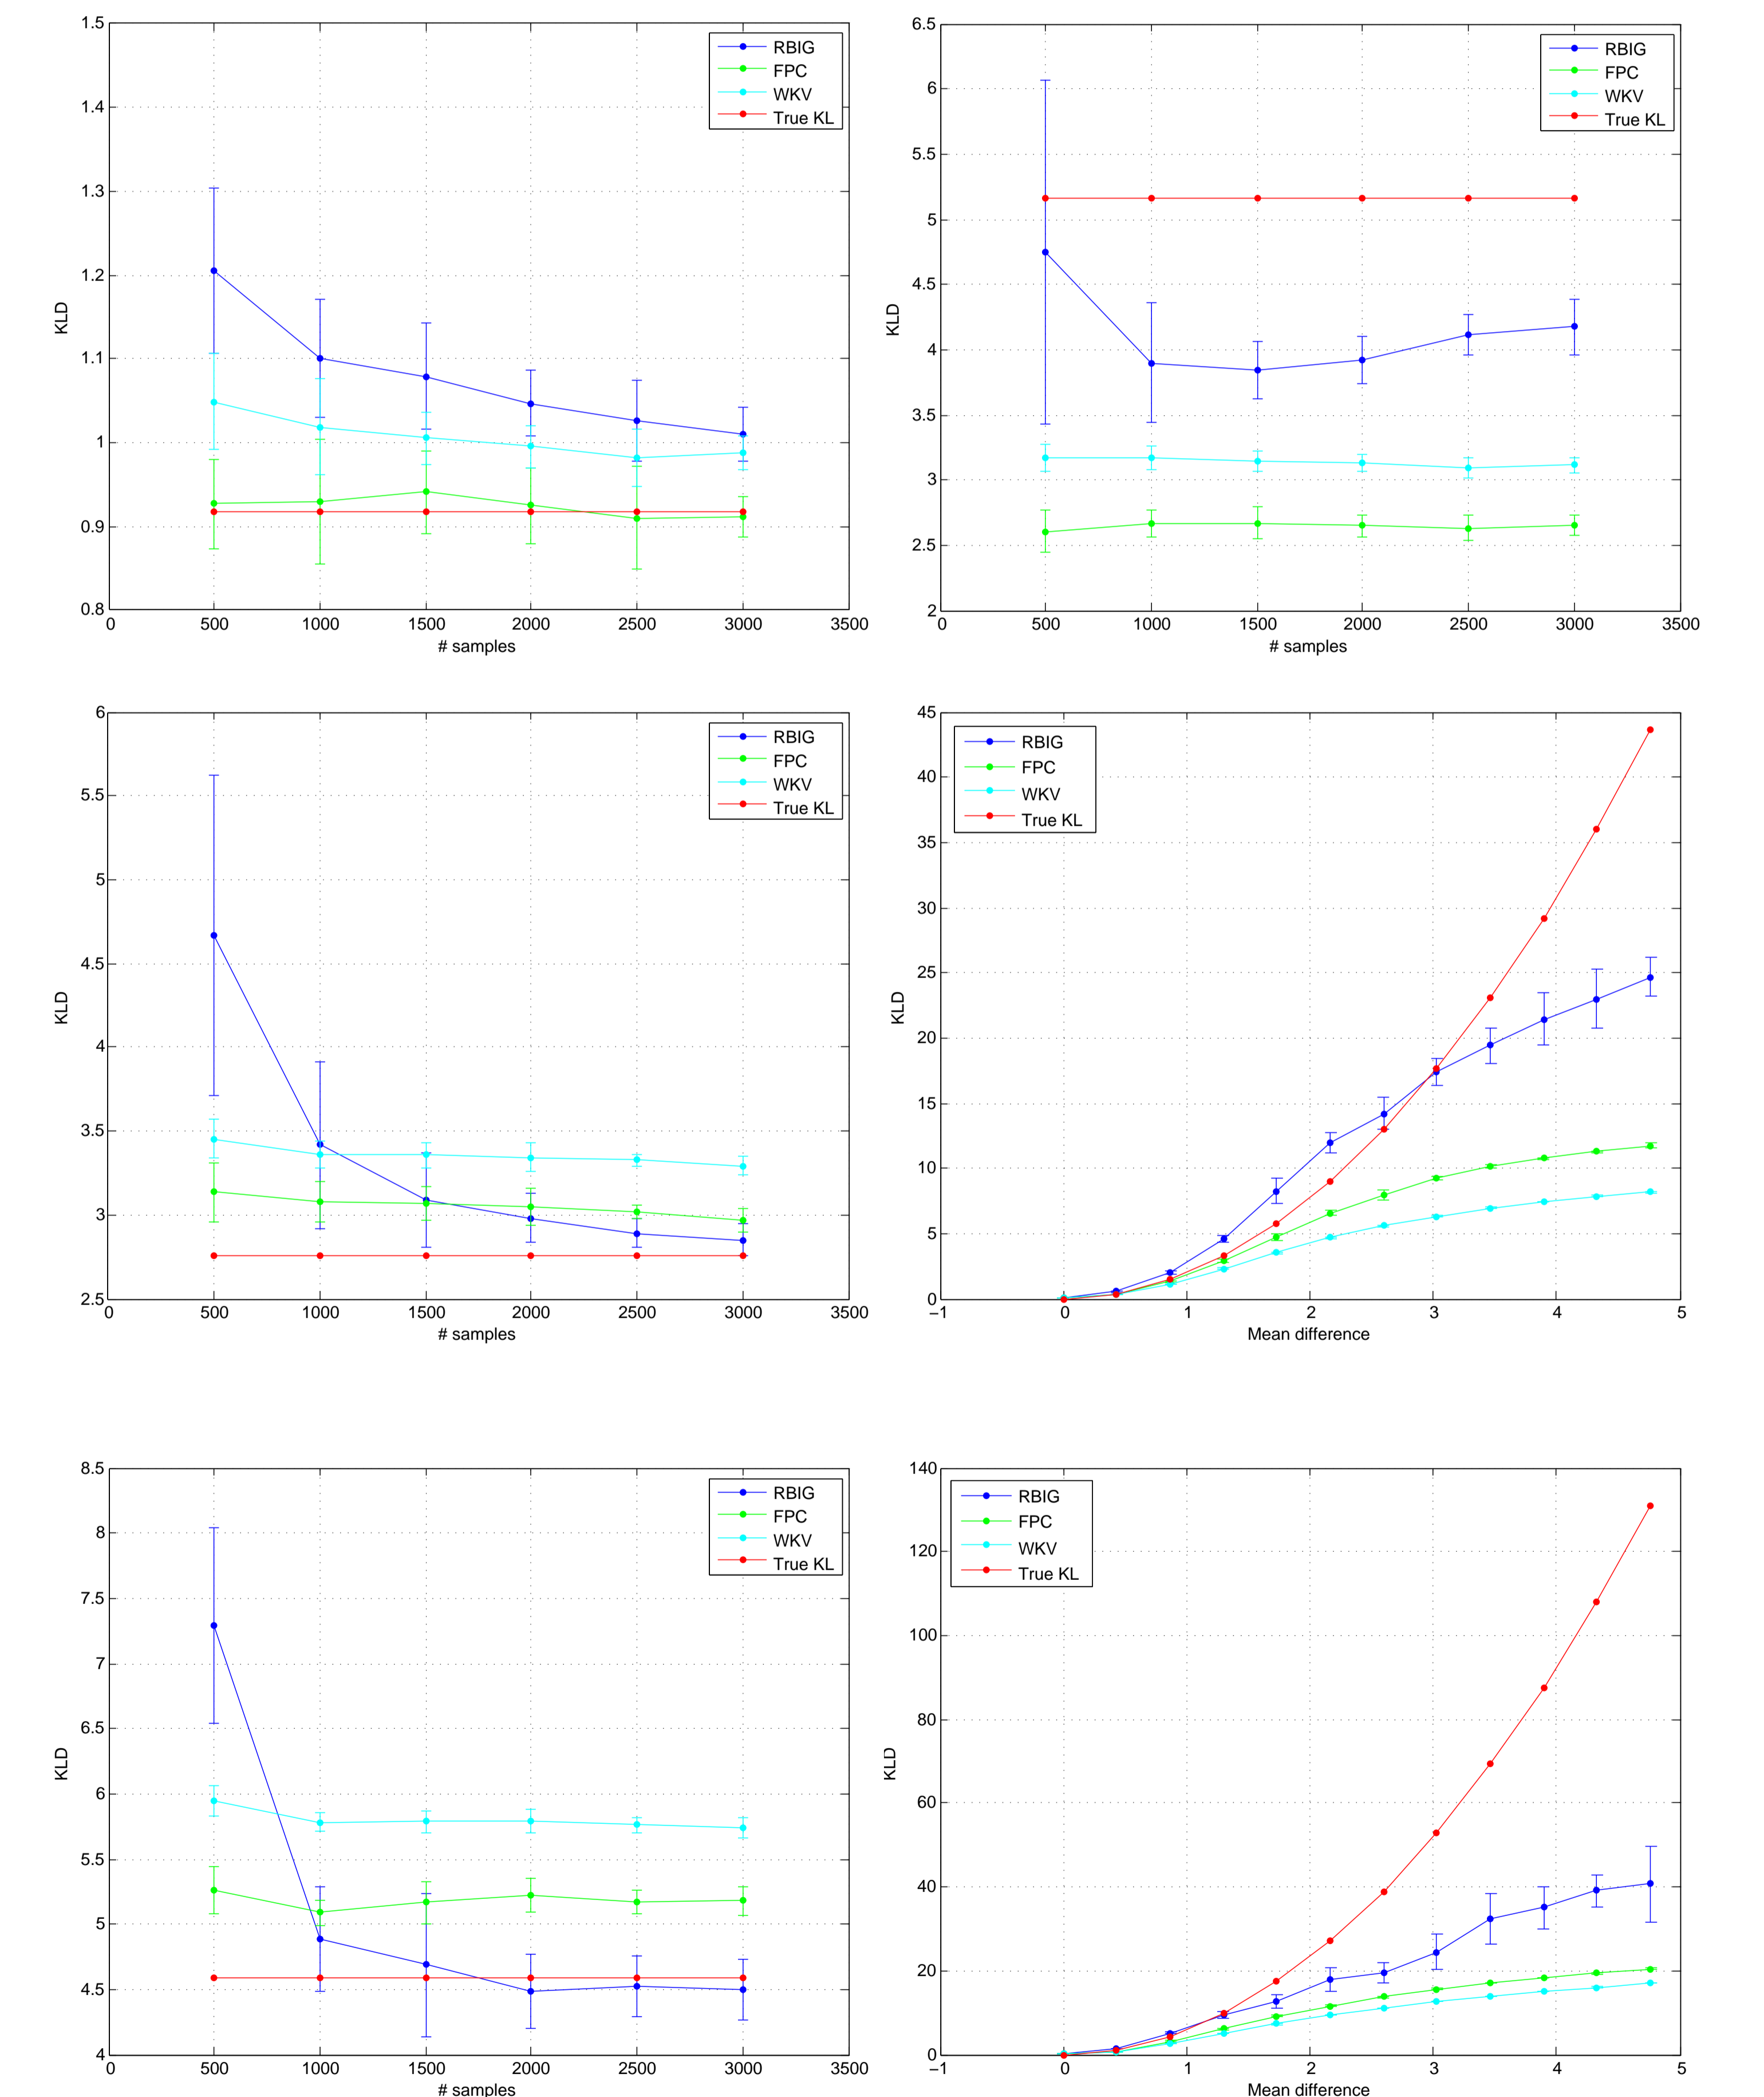 1.5
1.4
1.3
1.2
1.1
1
0.9
0.8
KLD
0 500 1000 1500 2000 2500 3000 3500
# samples
RBIG
FPC
WKV
True KL
6.5
6
5.5
5
4.5
4
3.5
3
2.5
2
KLD
0 500 1000 1500 2000 2500 3000 3500
# samples
RBIG
FPC
WKV
True KL
6
5.5
5
4.5
4
3.5
3
2.5
KLD
0 500 1000 1500 2000 2500 3000 3500
# samples
RBIG
FPC
WKV
True KL
45
40
35
30
25
20
15
10
5
0
KLD
−1 0 1 2 3 4 5
Mean difference
RBIG
FPC
WKV
True KL
8.5
8
7.5
7
6.5
6
5.5
5
4.5
4
KLD
0 500 1000 1500 2000 2500 3000 3500
# samples
RBIG
FPC
WKV
True KL
140
120
100
80
60
40
20
0
KLD
−1 0 1 2 3 4 5
Mean difference
RBIG
FPC
WKV
True KL